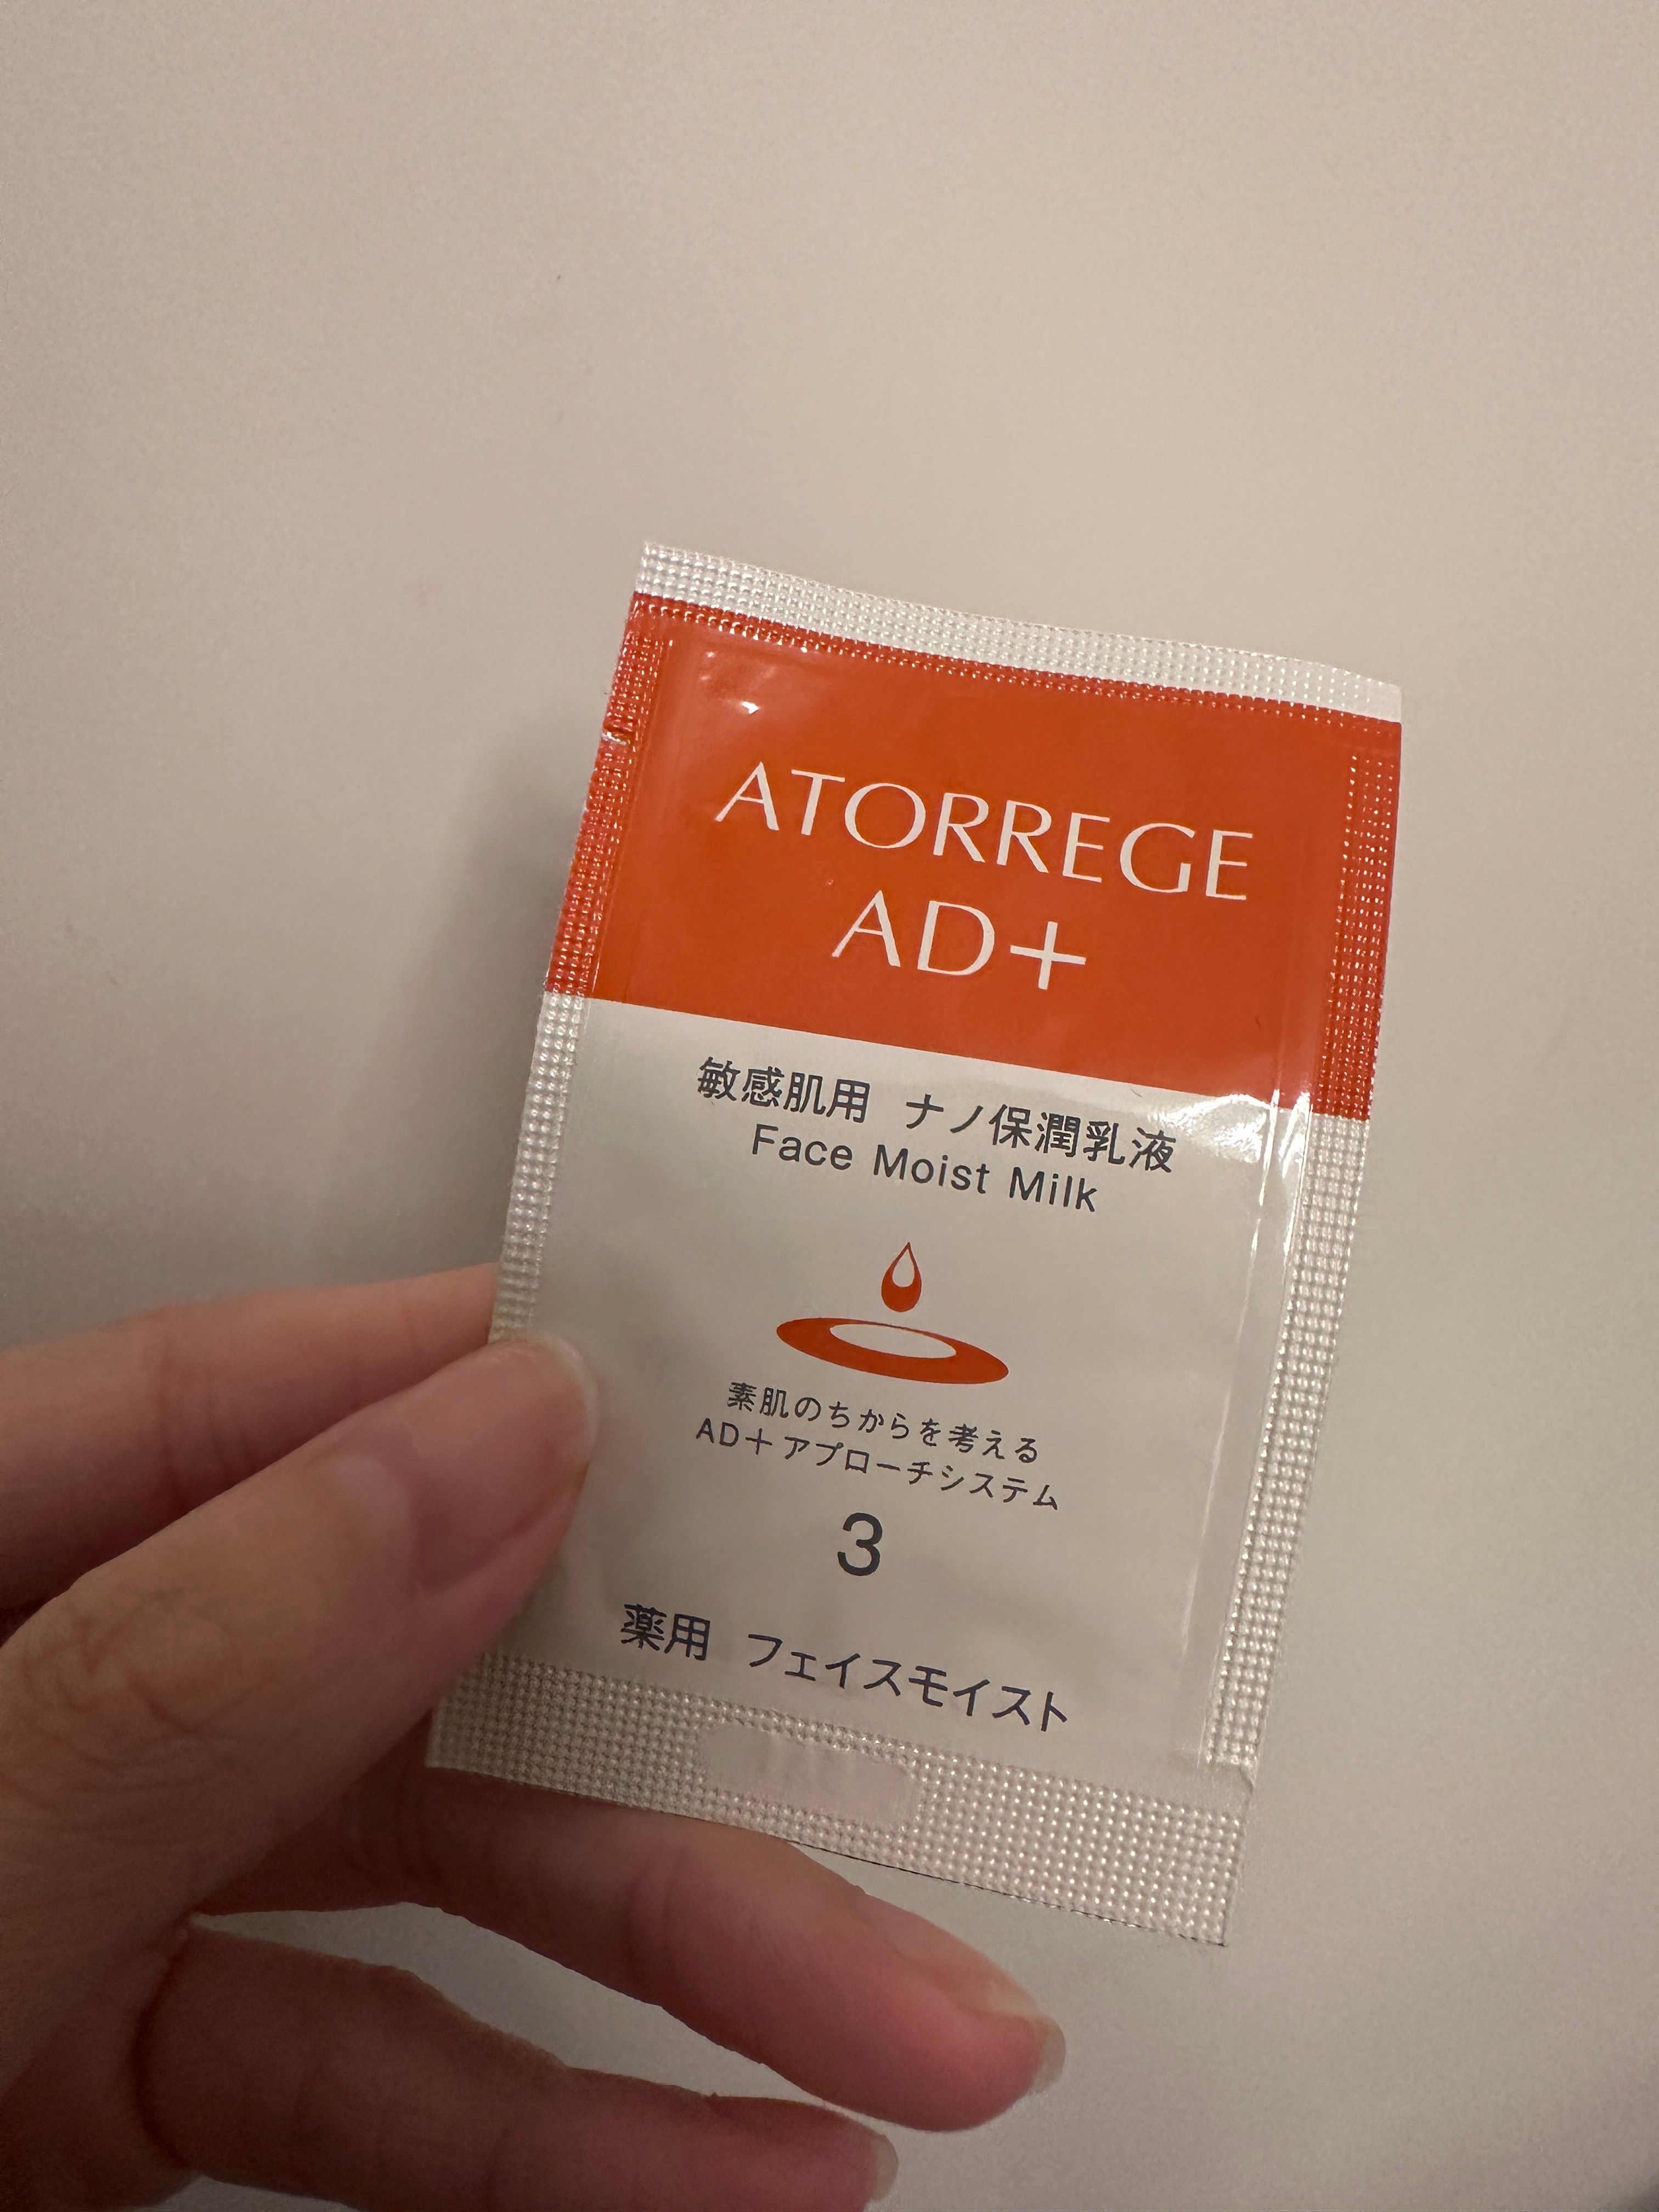 ATORREGE
AD+
敏感肌用 ナノ保潤乳液
Face Moist Milk
素肌のちからを考える
AD+アプローチシステム
3
薬用 フェイスモイスト